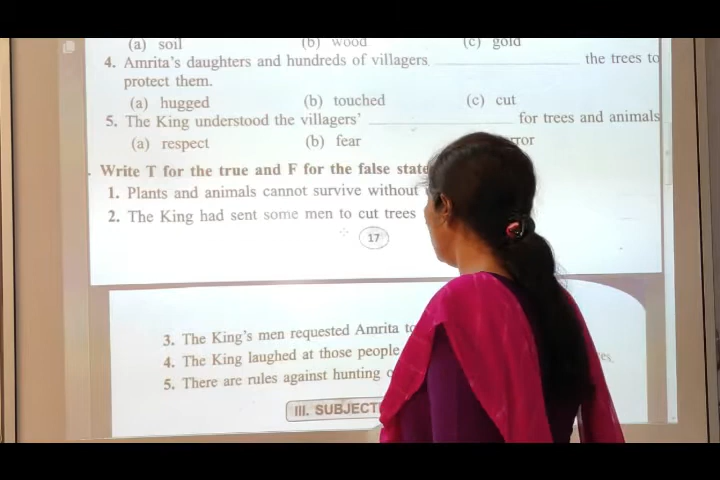 (a) soil (b) wood (c) gold
4. Amrita's daughters and hundreds of villagers ____________ the trees to
protect them.
(a) hugged (b) touched (c) cut
5. The King understood the villagers' ____________ for trees and animals
(a) respect (b) fear
Write T for the true and F for the false
1. Plants and animals cannot survive without
2. The King had sent some men to cut trees
17
3. The King's men requested Amrita
4. The King laughed at those people
5. There are rules against hunting
III.